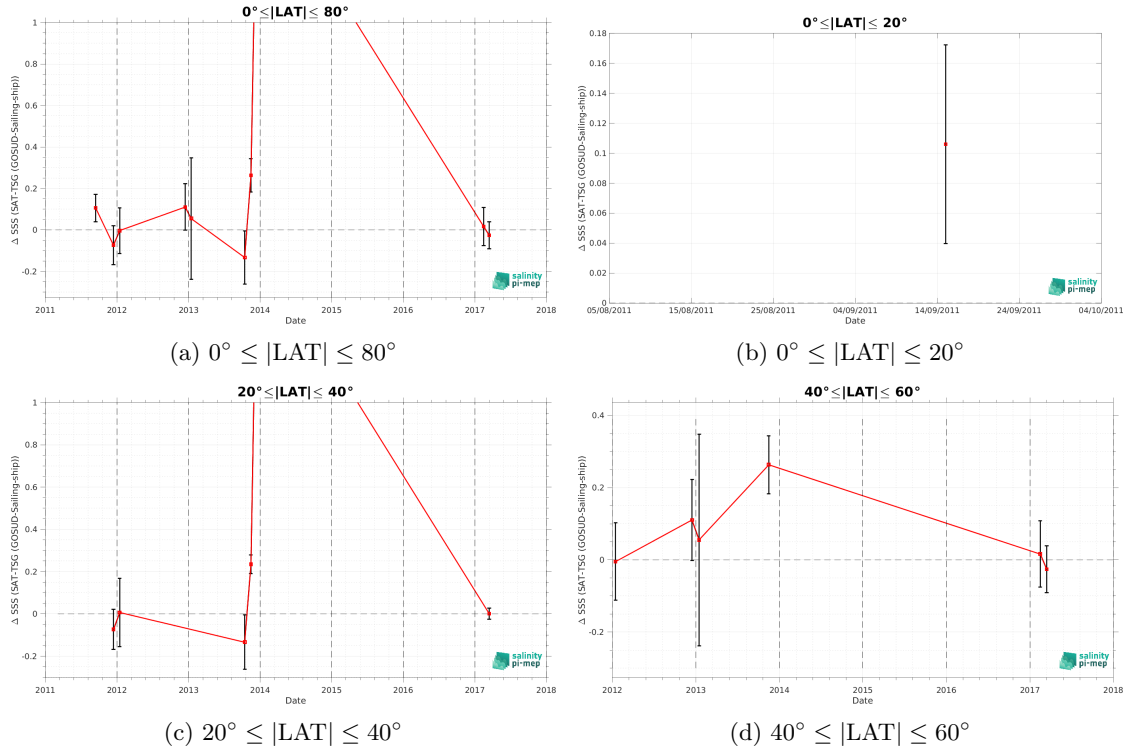 0°≤|LAT|≤ 80°
1
0.8
0.6
0.4
0.2
0
-0.2
Δ SSS (SAT-TSG (GOSUD-Sailing-ship))
2011 2012 2013 2014 2015 2016 2017 2018
Date
salinity
pi-mep
(a) 0° ≤ |LAT| ≤ 80°
0°≤|LAT|≤ 20°
0.18
0.16
0.14
0.12
0.1
0.08
0.06
0.04
0.02
0
Δ SSS (SAT-TSG (GOSUD-Sailing-ship))
05/08/2011 15/08/2011 25/08/2011 04/09/2011 14/09/2011 24/09/2011 04/10/2011
Date
salinity
pi-mep
(b) 0° ≤ |LAT| ≤ 20°
20°≤|LAT|≤ 40°
1
0.8
0.6
0.4
0.2
0
-0.2
Δ SSS (SAT-TSG (GOSUD-Sailing-ship))
2011 2012 2013 2014 2015 2016 2017 2018
Date
salinity
pi-mep
(c) 20° ≤ |LAT| ≤ 40°
40°≤|LAT|≤ 60°
0.4
0.2
0
-0.2
Δ SSS (SAT-TSG (GOSUD-Sailing-ship))
2012 2013 2014 2015 2016 2017 2018
Date
salinity
pi-mep
(d) 40° ≤ |LAT| ≤ 60°